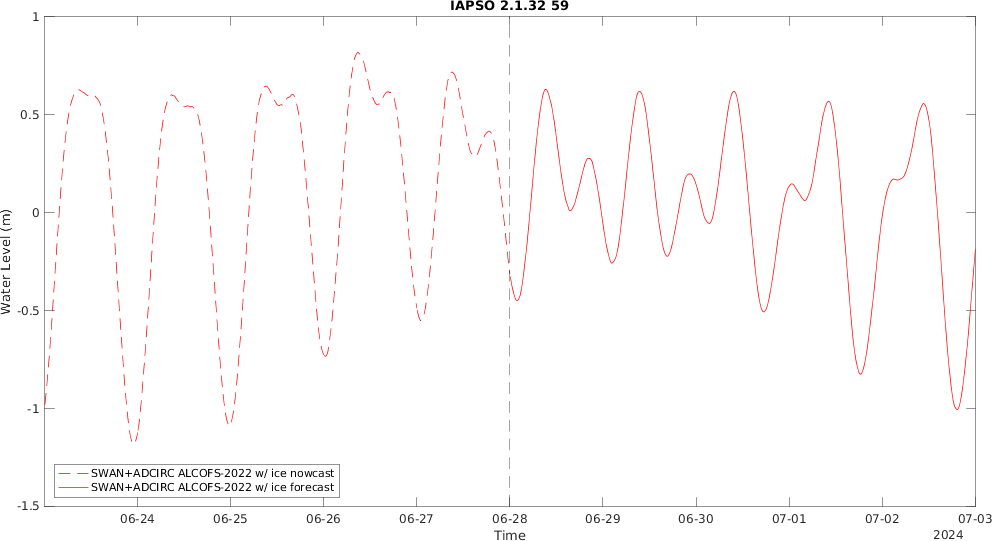 IAPSO 2.1.32 59
Water Level (m)
1
0.5
0
-0.5
-1
-1.5
SWAN+ADCIRC ALCOFS-2022 w/ ice nowcast
SWAN+ADCIRC ALCOFS-2022 w/ ice forecast
06-24 06-25 06-26 06-27 06-28 06-29 06-30 07-01 07-02 07-03
Time
2024